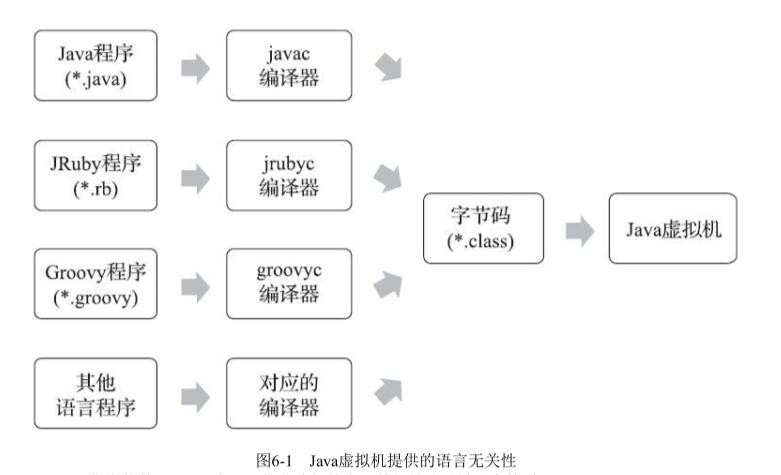 Java程序
(*.java)
javac
编译器
JRuby程序
(*.rb)
jrubyc
编译器
Groovy程序
(*.groovy)
groovyc
编译器
其他
语言程序
对应的
编译器
字节码
(*.class)
Java虚拟机
图6-1 Java虚拟机提供的语言无关性